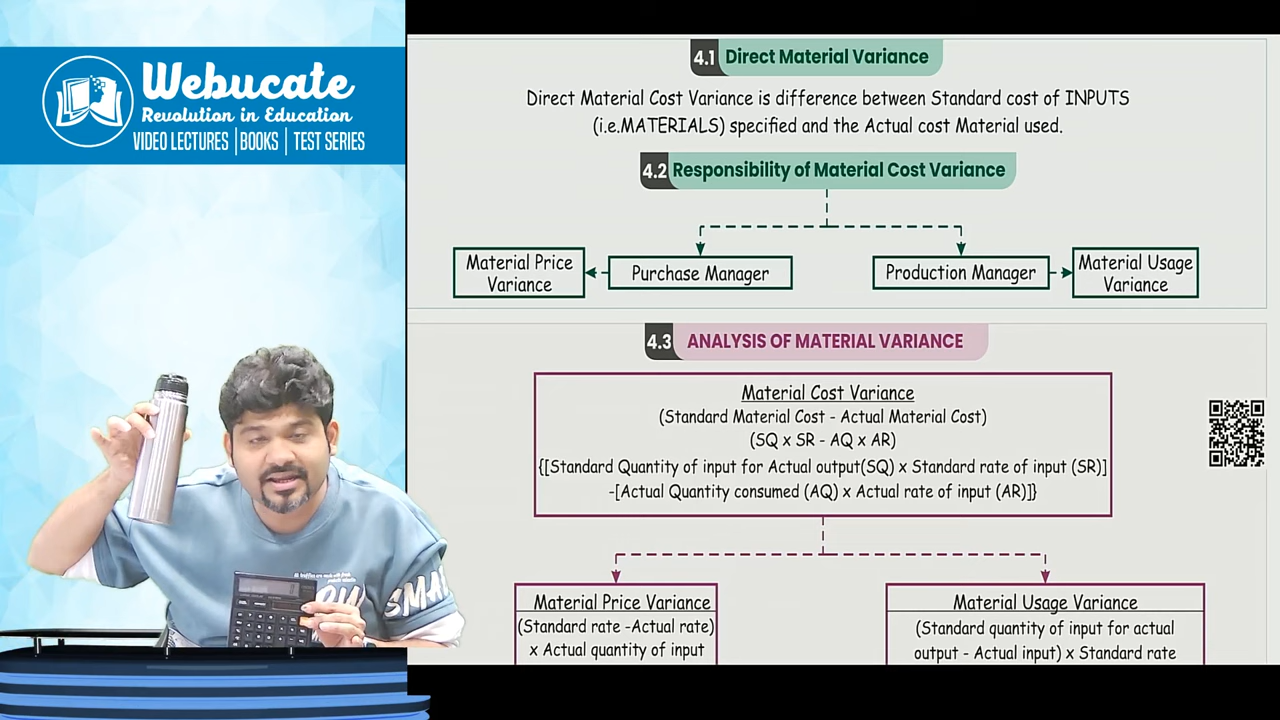 Webucate
Revolution in Education
VIDEO LECTURES | BOOKS | TEST SERIES
4.1 Direct Material Variance
Direct Material Cost Variance is difference between Standard cost of INPUTS
(i.e.MATERIALS) specified and the Actual cost Material used.
4.2 Responsibility of Material Cost Variance
Material Price
Variance
Purchase Manager
Production Manager
Material Usage
Variance
4.3 ANALYSIS OF MATERIAL VARIANCE
Material Cost Variance
(Standard Material Cost - Actual Material Cost)
(SQ x SR - AQ x AR)
{[Standard Quantity of input for Actual output(SQ) x Standard rate of input (SR)]
-[Actual Quantity consumed (AQ) x Actual rate of input (AR)]}
Material Price Variance
(Standard rate -Actual rate)
x Actual quantity of input
Material Usage Variance
(Standard quantity of input for actual
output - Actual input) x Standard rate